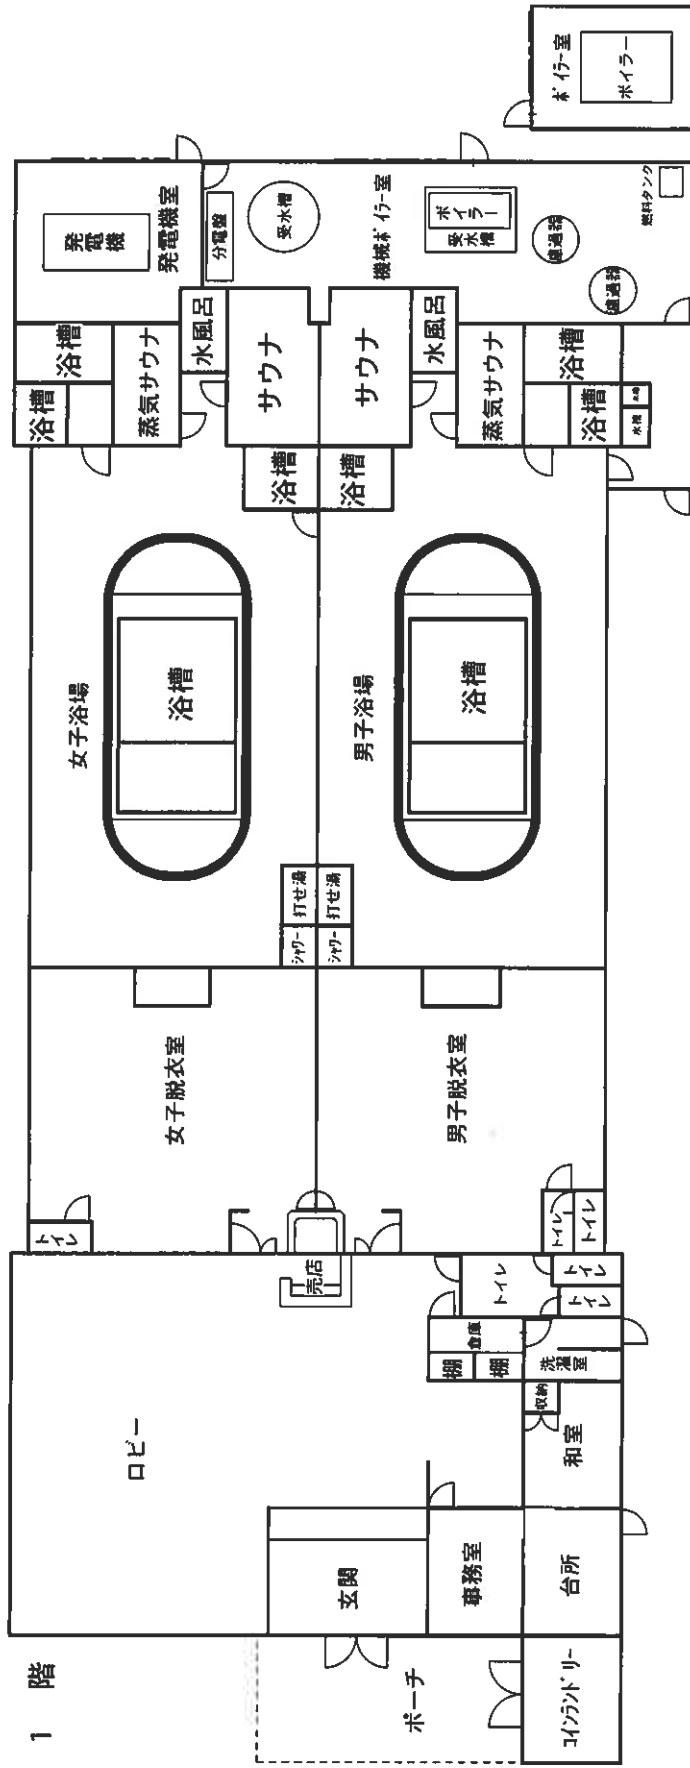 1 階
ポーチ
コインランドリー
玄関
事務室
台所
ロビー
和室
収納
棚
棚
倉庫
洗濯室
売店
トイレ
トイレ
トイレ
トイレ
トイレ
トイレ
女子脱衣室
男子脱衣室
シャワー
打せ湯
シャワー
打せ湯
女子浴場
浴槽
男子浴場
浴槽
浴槽
浴槽
サウナ
サウナ
水風呂
水風呂
蒸気サウナ
蒸気サウナ
浴槽
浴槽
浴槽
浴槽
水槽
発電機
発電機室
分電盤
受水槽
機械ボイラー室
ボイラー
受水槽
濾過器
濾過器
燃料タンク
ボイラー室
ボイラー